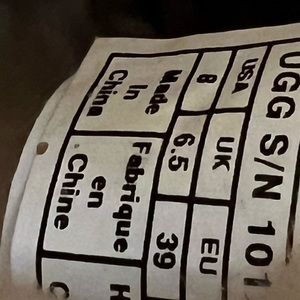 UGG S/N 101
USA UK EU
8 6.5 39
Made Fabrique H
In en C
China Chine